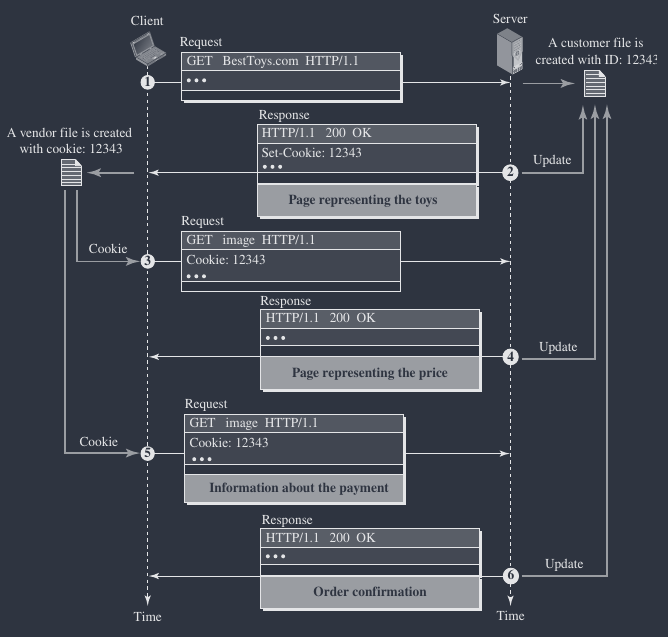 Client
Server
Request
A customer file is
created with ID: 12343
GET BestToys.com HTTP/1.1
1
•••
A vendor file is created
with cookie: 12343
Response
HTTP/1.1 200 OK
Set-Cookie: 12343
•••
2
Update
Page representing the toys
Request
GET image HTTP/1.1
Cookie
3
Cookie: 12343
•••
Response
HTTP/1.1 200 OK
•••
4
Update
Page representing the price
Request
GET image HTTP/1.1
Cookie
5
Cookie: 12343
•••
Information about the payment
Response
HTTP/1.1 200 OK
•••
6
Update
Order confirmation
Time
Time